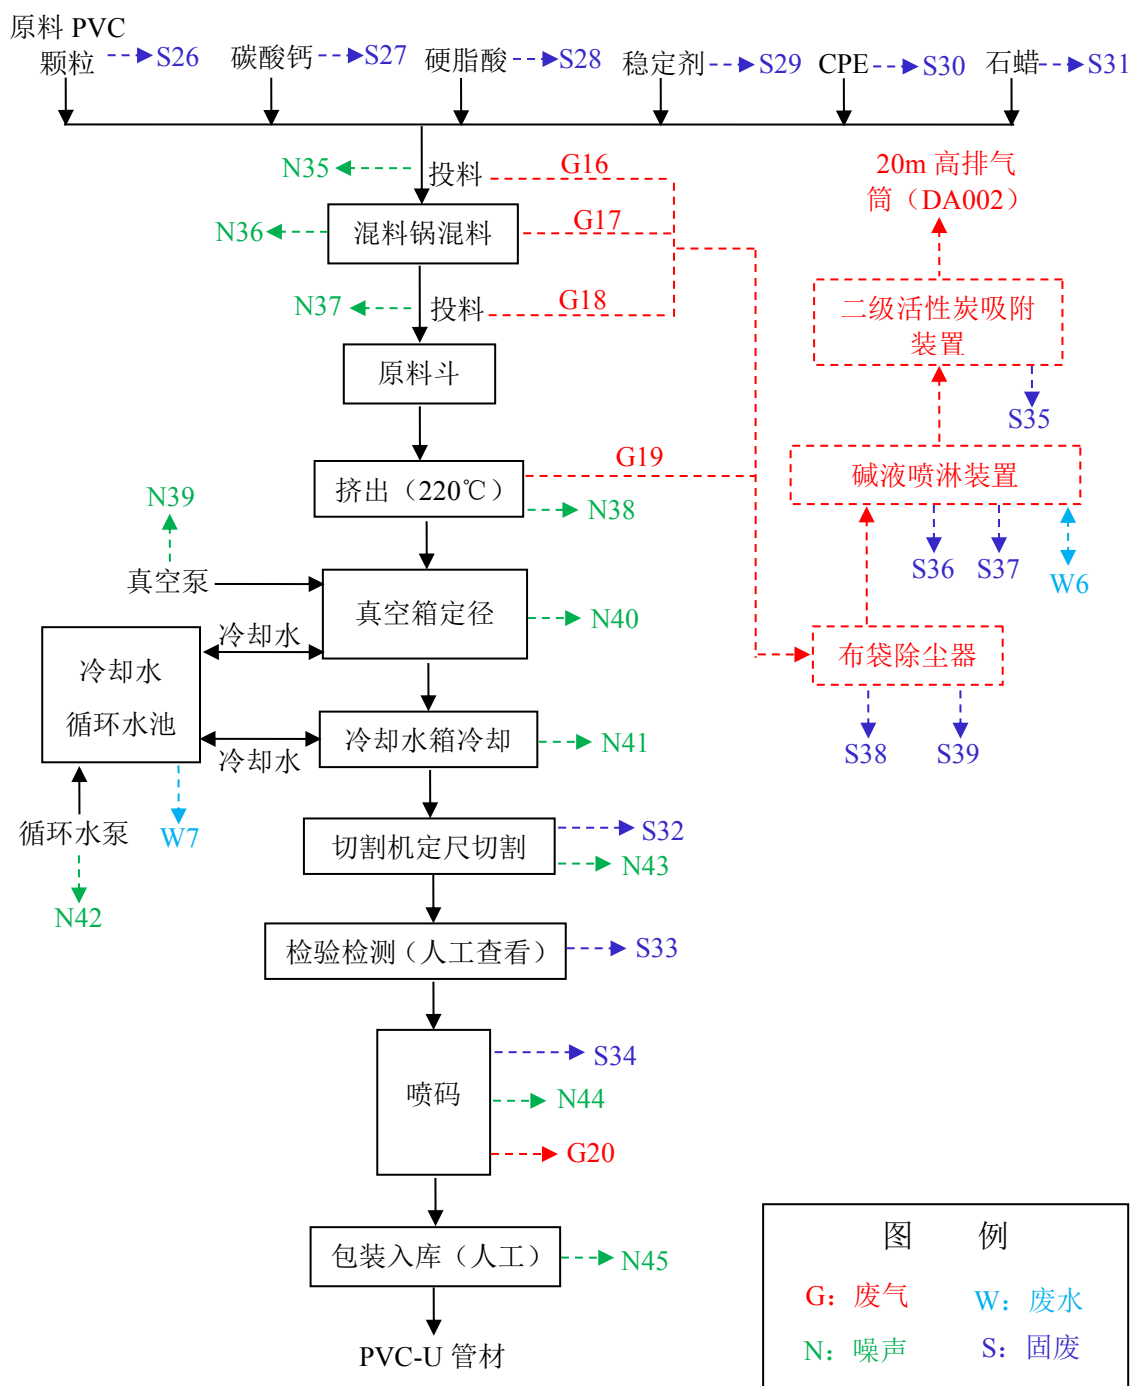 原料 PVC
颗粒 S26 碳酸钙 S27 硬脂酸 S28 稳定剂 S29 CPE S30 石蜡 S31
N35 投料 G16
20m 高排气
筒（DA002）
N36 混料锅混料 G17
N37 投料 G18
二级活性炭吸附
装置
原料斗
S35
G19
碱液喷淋装置
N39 挤出（220℃） N38
S36 S37 W6
真空泵
真空箱定径 N40
冷却水
布袋除尘器
冷却水
循环水池
冷却水箱冷却 N41
冷却水
S38 S39
循环水泵 W7
切割机定尺切割 S32
N43
N42
检验检测（人工查看） S33
S34
喷码 N44
G20
包装入库（人工） N45
PVC-U 管材
图 例
G：废气 W：废水
N：噪声 S：固废